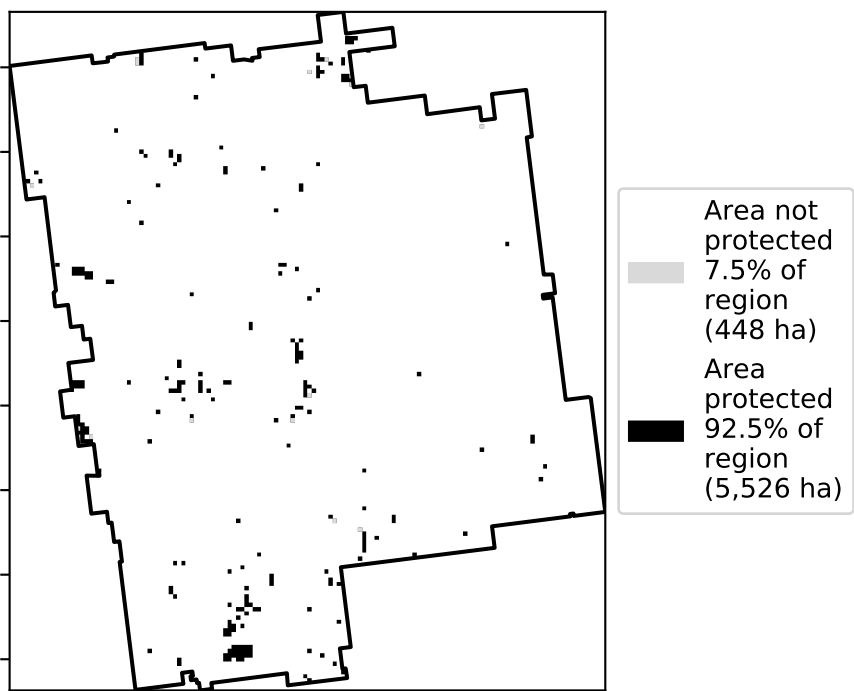 Area not
protected
7.5% of
region
(448 ha)
Area
protected
92.5% of
region
(5,526 ha)